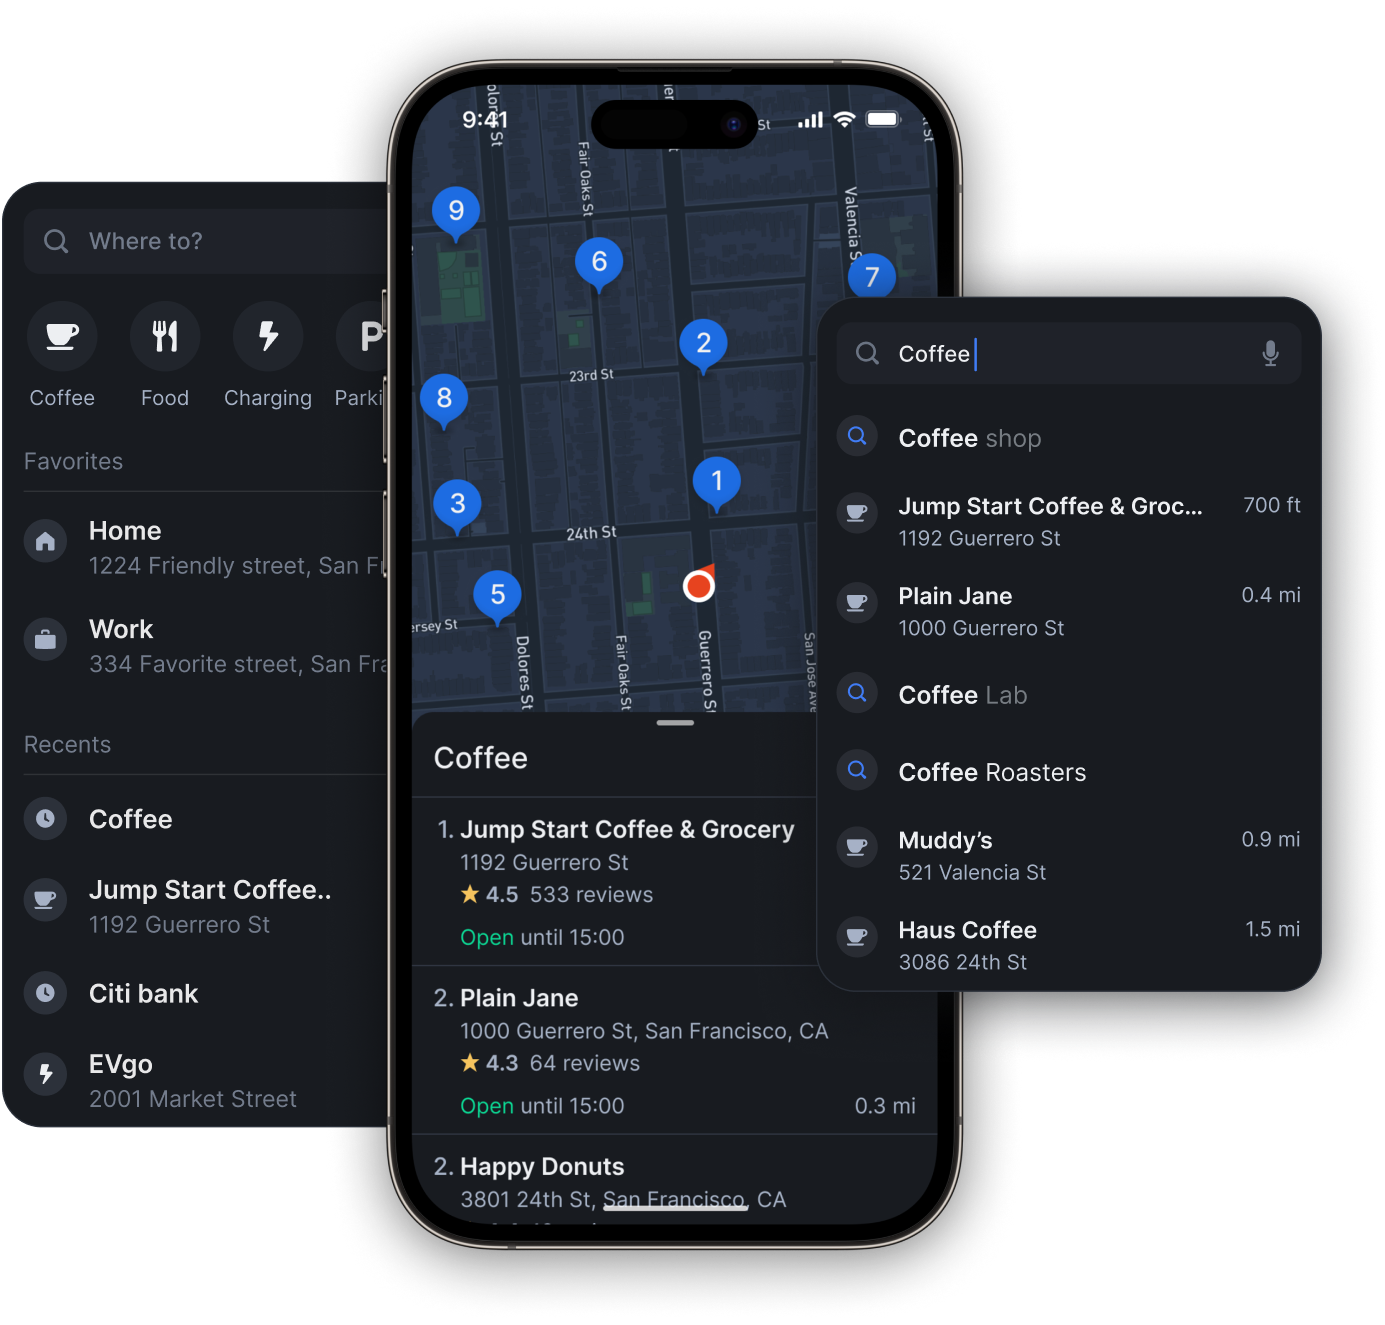 Where to?
Coffee
Food
Charging
Parki
Favorites
Home
1224 Friendly street, San Fr
Work
334 Favorite street, San Fra
Recents
Coffee
Jump Start Coffee..
1192 Guerrero St
Citi bank
EVgo
2001 Market Street
9:41
St
Dolores St
Fair Oaks St
Valencia St
9
6
7
2
23rd St
8
1
3
24th St
5
ersey St
Dolores St
Fair Oaks St
Guerrero St
San Jose Ave
Coffee
1. Jump Start Coffee & Grocery
1192 Guerrero St
4.5 533 reviews
Open until 15:00
2. Plain Jane
1000 Guerrero St, San Francisco, CA
4.3 64 reviews
Open until 15:00
0.3 mi
2. Happy Donuts
3801 24th St, San Francisco, CA
Coffee
Coffee shop
Jump Start Coffee & Groc...
700 ft
1192 Guerrero St
Plain Jane
0.4 mi
1000 Guerrero St
Coffee Lab
Coffee Roasters
Muddy’s
0.9 mi
521 Valencia St
Haus Coffee
1.5 mi
3086 24th St